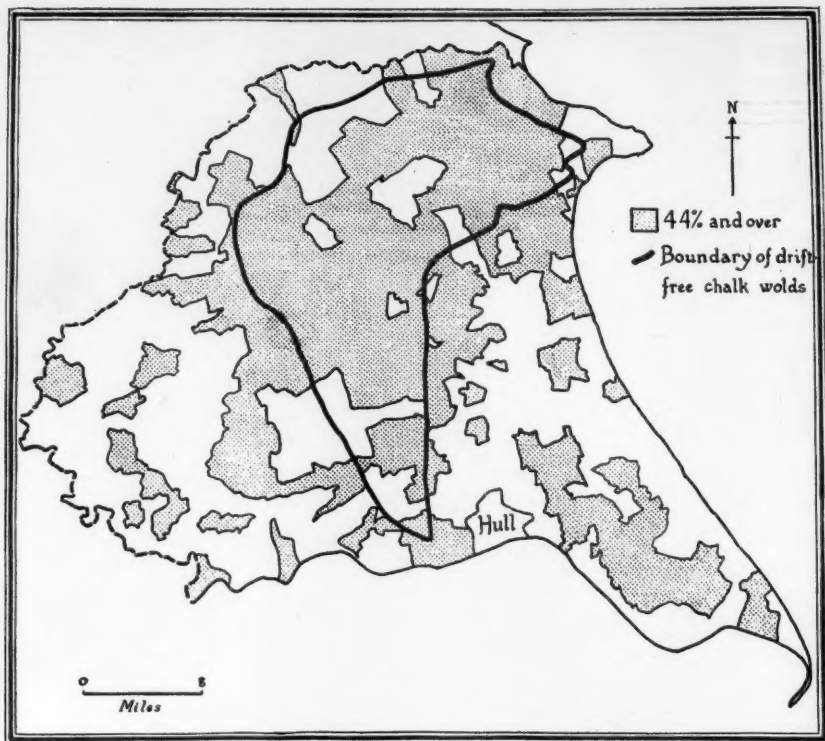 N
44% and over
Boundary of drift
free chalk wolds
Hull
0 8
Miles